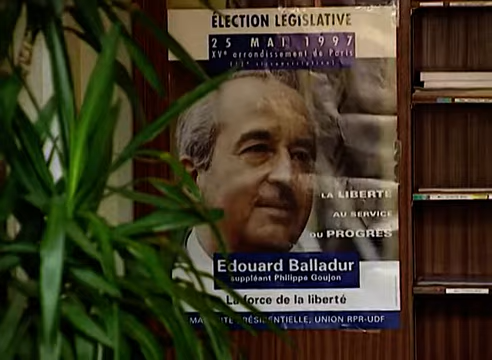 ÉLECTION LÉGISLATIVE
25 MAI 1997
XVe arrondissement de Paris
LA LIBERTÉ
AU SERVICE
DU PROGRÈS
Edouard Balladur
suppléant Philippe Goujon
La force de la liberté
PRÉSIDENTIELLE, UNION RPR-UDF